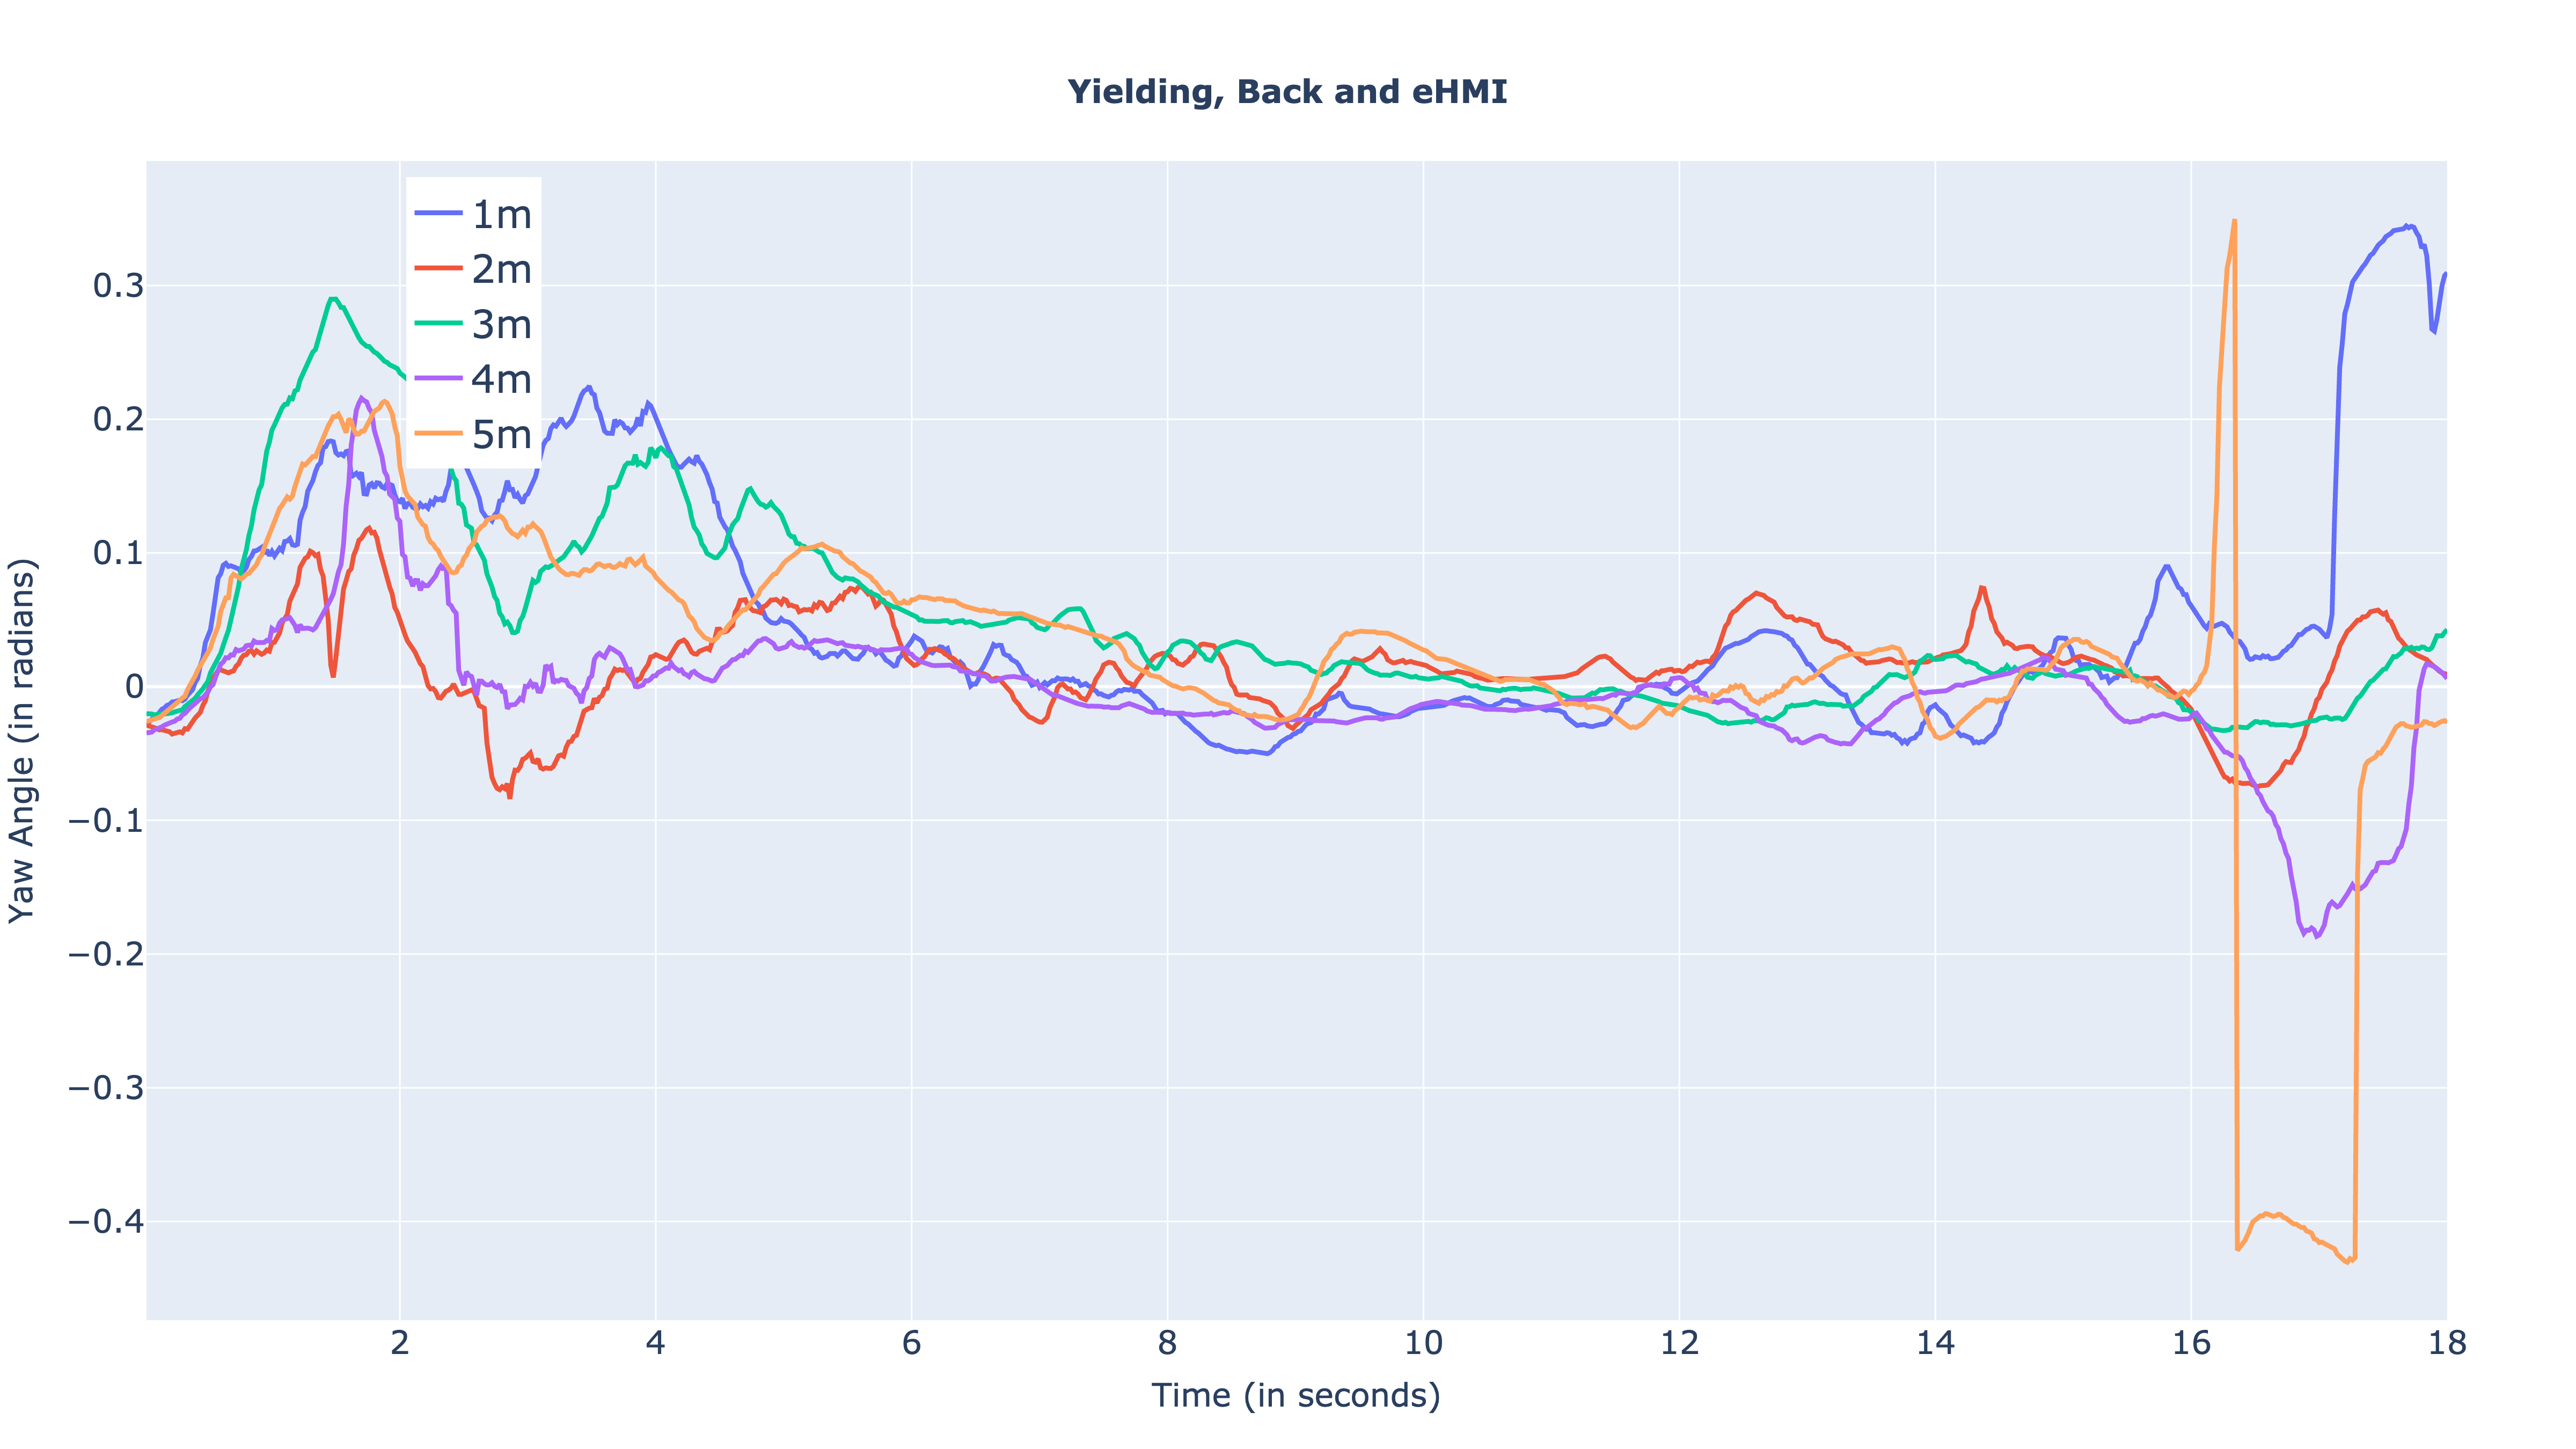 Yielding, Back and eHMI
1m
2m
3m
4m
5m
Yaw Angle (in radians)
0.3
0.2
0.1
0
−0.1
−0.2
−0.3
−0.4
2 4 6 8 10 12 14 16 18
Time (in seconds)